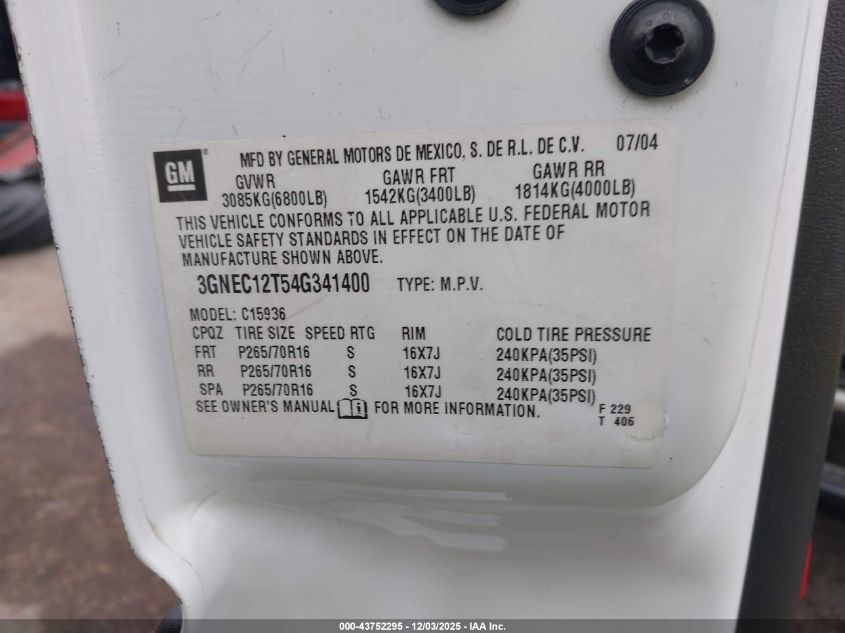 GM
MFD BY GENERAL MOTORS DE MEXICO, S. DE R.L. DE C.V. 07/04
GVWR GAWR FRT GAWR RR
3085KG(6800LB) 1542KG(3400LB) 1814KG(4000LB)
THIS VEHICLE CONFORMS TO ALL APPLICABLE U.S. FEDERAL MOTOR
VEHICLE SAFETY STANDARDS IN EFFECT ON THE DATE OF
MANUFACTURE SHOWN ABOVE.
3GNEC12T54G341400 TYPE: M.P.V.
MODEL: C15936
CPQZ TIRE SIZE SPEED RTG RIM COLD TIRE PRESSURE
FRT P265/70R16 S 16X7J 240KPA(35PSI)
RR P265/70R16 S 16X7J 240KPA(35PSI)
SPA P265/70R16 S 16X7J 240KPA(35PSI)
SEE OWNER'S MANUAL FOR MORE INFORMATION. F 229
T 406
000-43752295 - 12/03/2025 - IAA Inc.